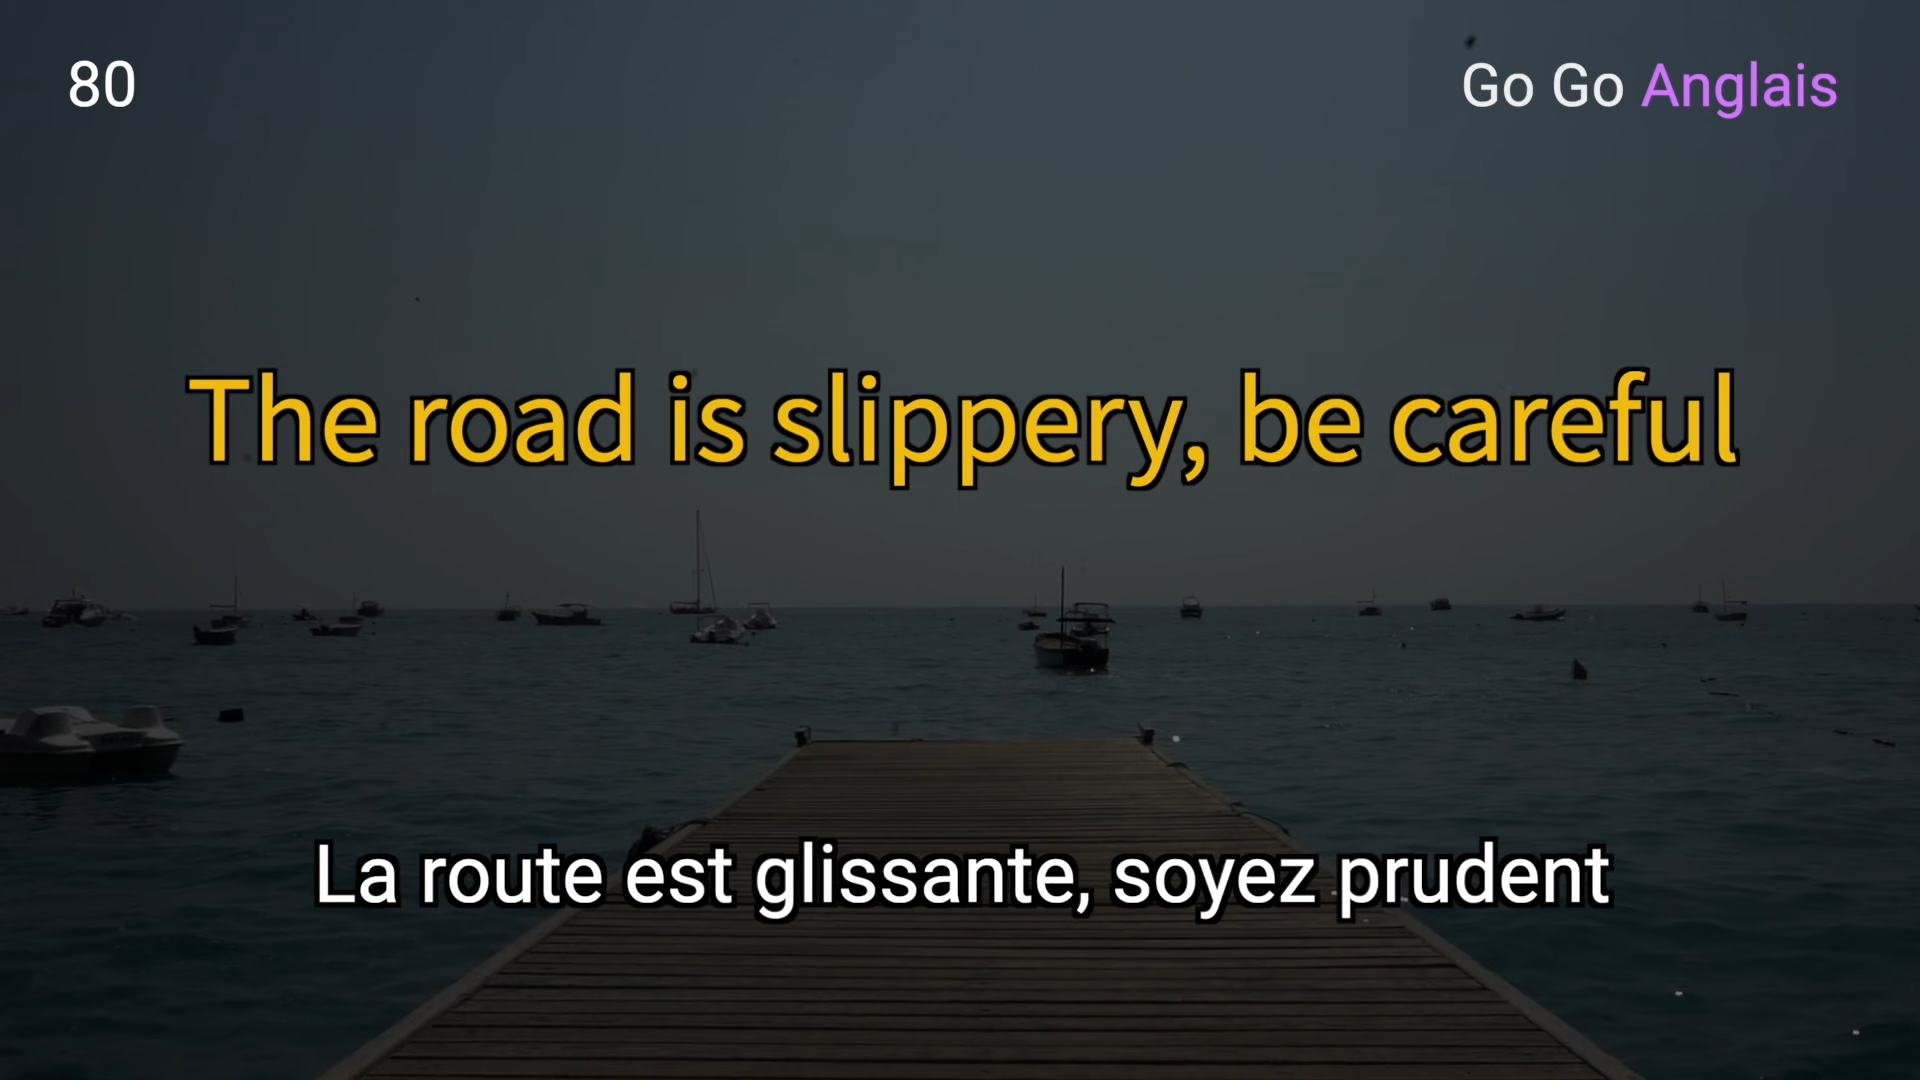 80
Go Go Anglais
The road is slippery, be careful
La route est glissante, soyez prudent